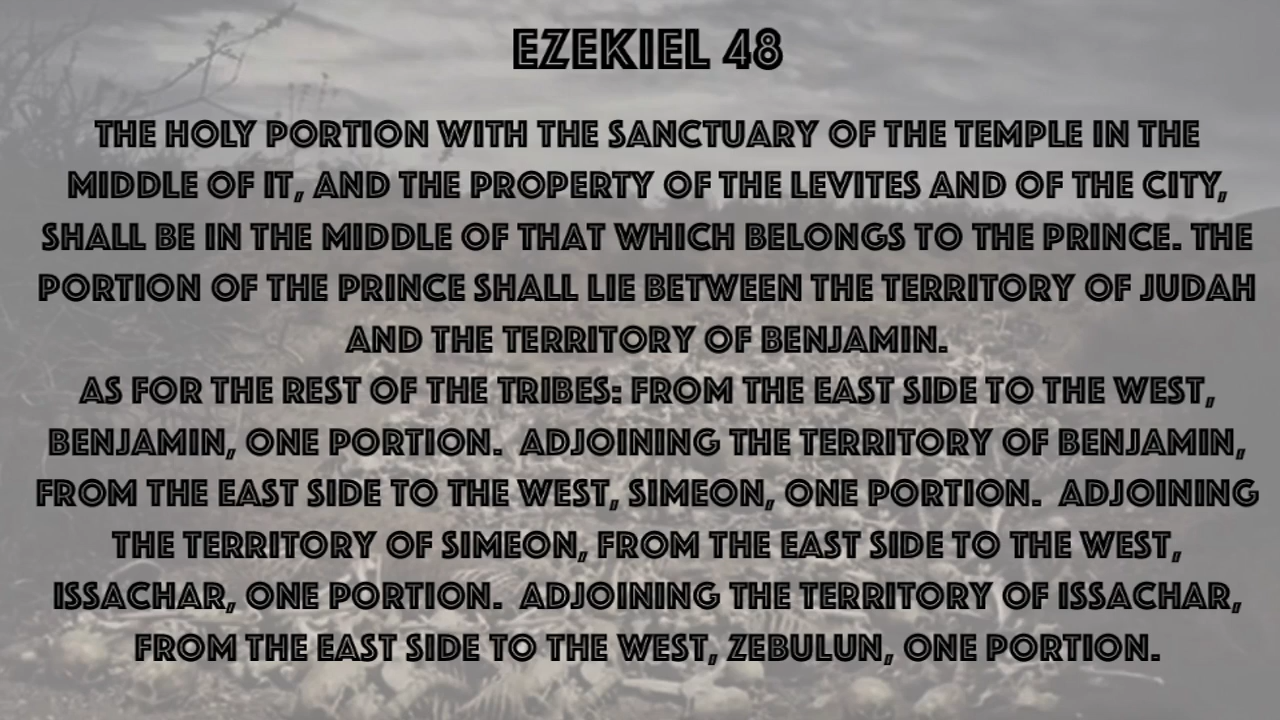 EZEKIEL 48
THE HOLY PORTION WITH THE SANCTUARY OF THE TEMPLE IN THE
MIDDLE OF IT, AND THE PROPERTY OF THE LEVITES AND OF THE CITY,
SHALL BE IN THE MIDDLE OF THAT WHICH BELONGS TO THE PRINCE. THE
PORTION OF THE PRINCE SHALL LIE BETWEEN THE TERRITORY OF JUDAH
AND THE TERRITORY OF BENJAMIN.
AS FOR THE REST OF THE TRIBES: FROM THE EAST SIDE TO THE WEST,
BENJAMIN, ONE PORTION. ADJOINING THE TERRITORY OF BENJAMIN,
FROM THE EAST SIDE TO THE WEST, SIMEON, ONE PORTION. ADJOINING
THE TERRITORY OF SIMEON, FROM THE EAST SIDE TO THE WEST,
ISSACHAR, ONE PORTION. ADJOINING THE TERRITORY OF ISSACHAR,
FROM THE EAST SIDE TO THE WEST, ZEBULUN, ONE PORTION.